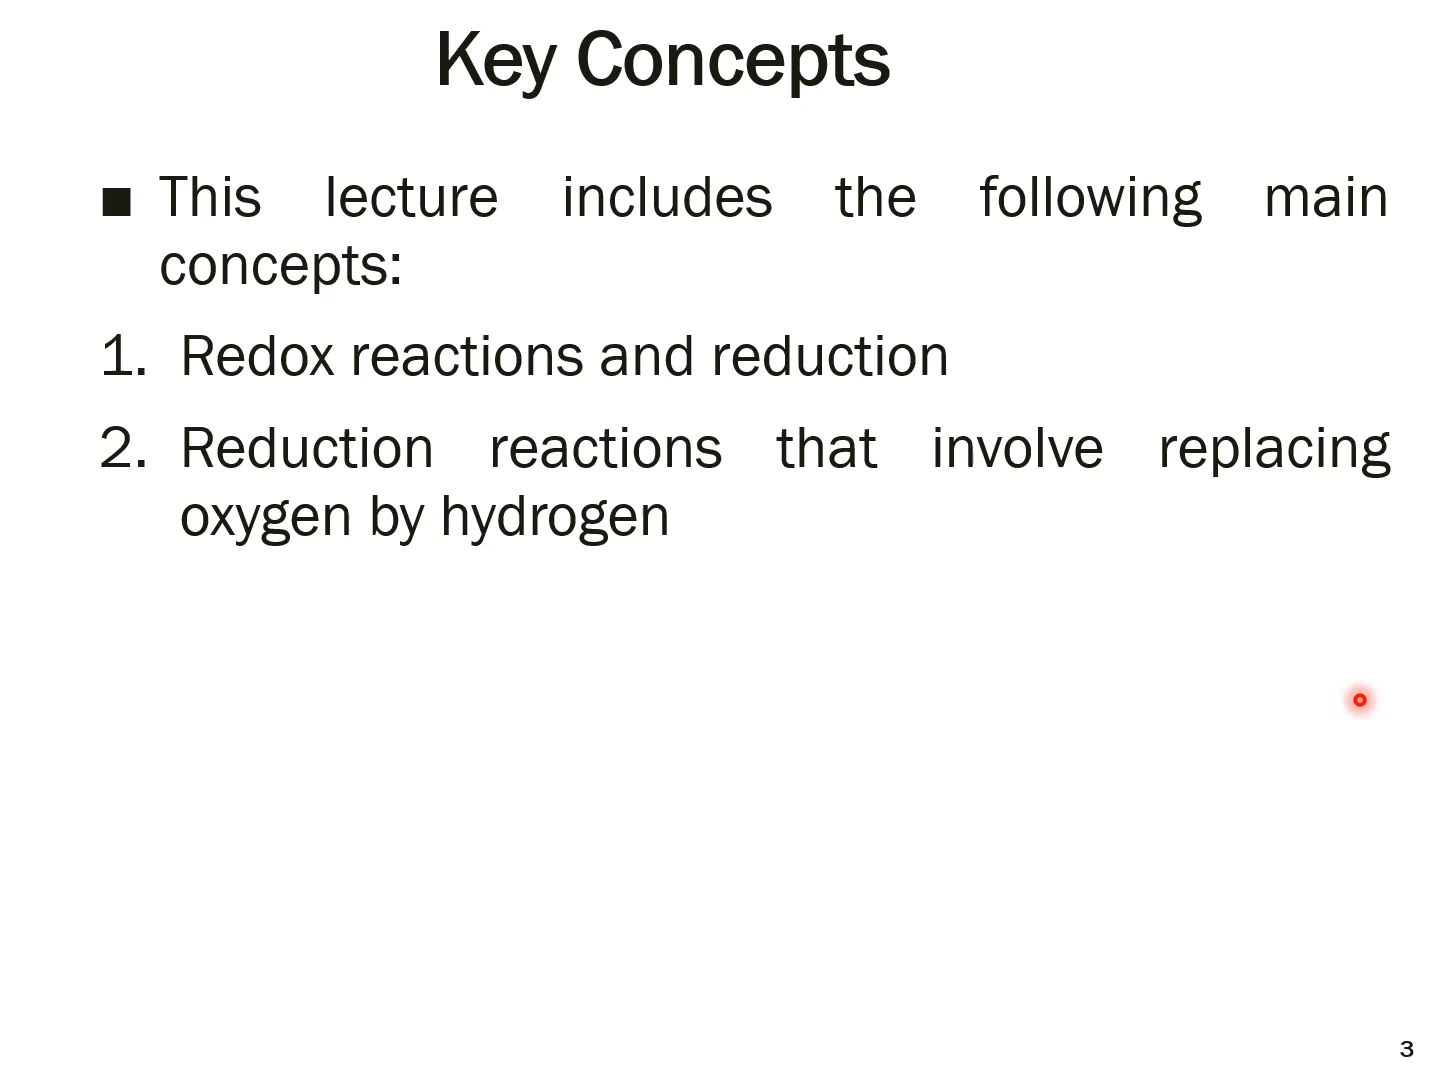 Key Concepts
■ This lecture includes the following main
concepts:
1. Redox reactions and reduction
2. Reduction reactions that involve replacing
oxygen by hydrogen
3